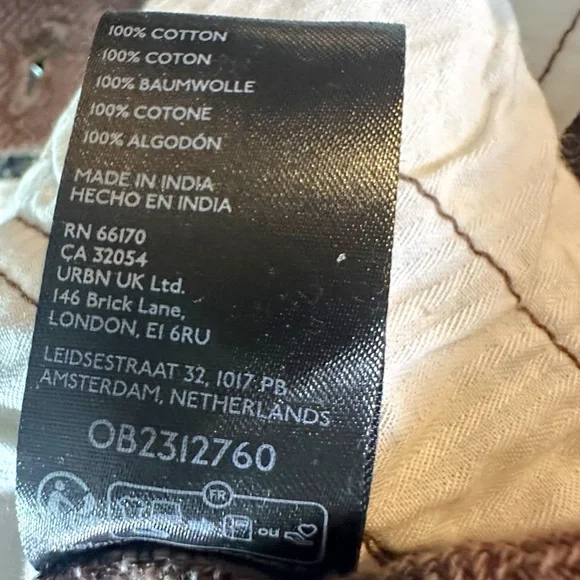 100% COTTON
100% COTON
100% BAUMWOLLE
100% COTONE
100% ALGODÓN
MADE IN INDIA
HECHO EN INDIA
RN 66170
CA 32054
URBN UK Ltd.
146 Brick Lane,
LONDON, E1 6RU
LEIDSESTRAAT 32, 1017 PB
AMSTERDAM, NETHERLANDS
OB2312760
FR
ou